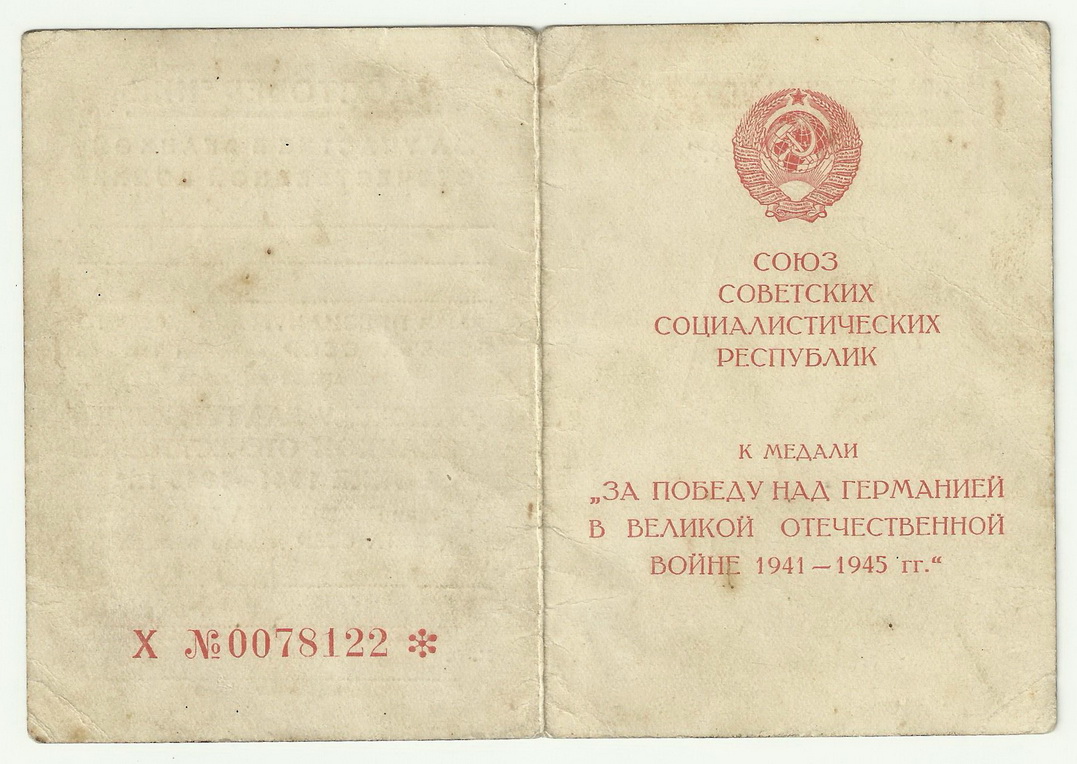 Х №0078122 *
СОЮЗ
СОВЕТСКИХ
СОЦИАЛИСТИЧЕСКИХ
РЕСПУБЛИК
К МЕДАЛИ
„ЗА ПОБЕДУ НАД ГЕРМАНИЕЙ
В ВЕЛИКОЙ ОТЕЧЕСТВЕННОЙ
ВОЙНЕ 1941—1945 гг.“